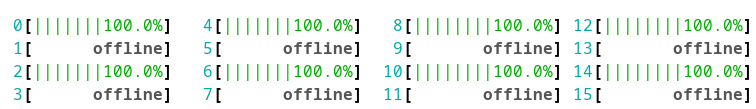 0[|||||||100.0%] 4[|||||||100.0%] 8[||||||||100.0%] 12[||||||||100.0%]
1[ offline] 5[ offline] 9[ offline] 13[ offline]
2[|||||||100.0%] 6[|||||||100.0%] 10[||||||||100.0%] 14[||||||||100.0%]
3[ offline] 7[ offline] 11[ offline] 15[ offline]